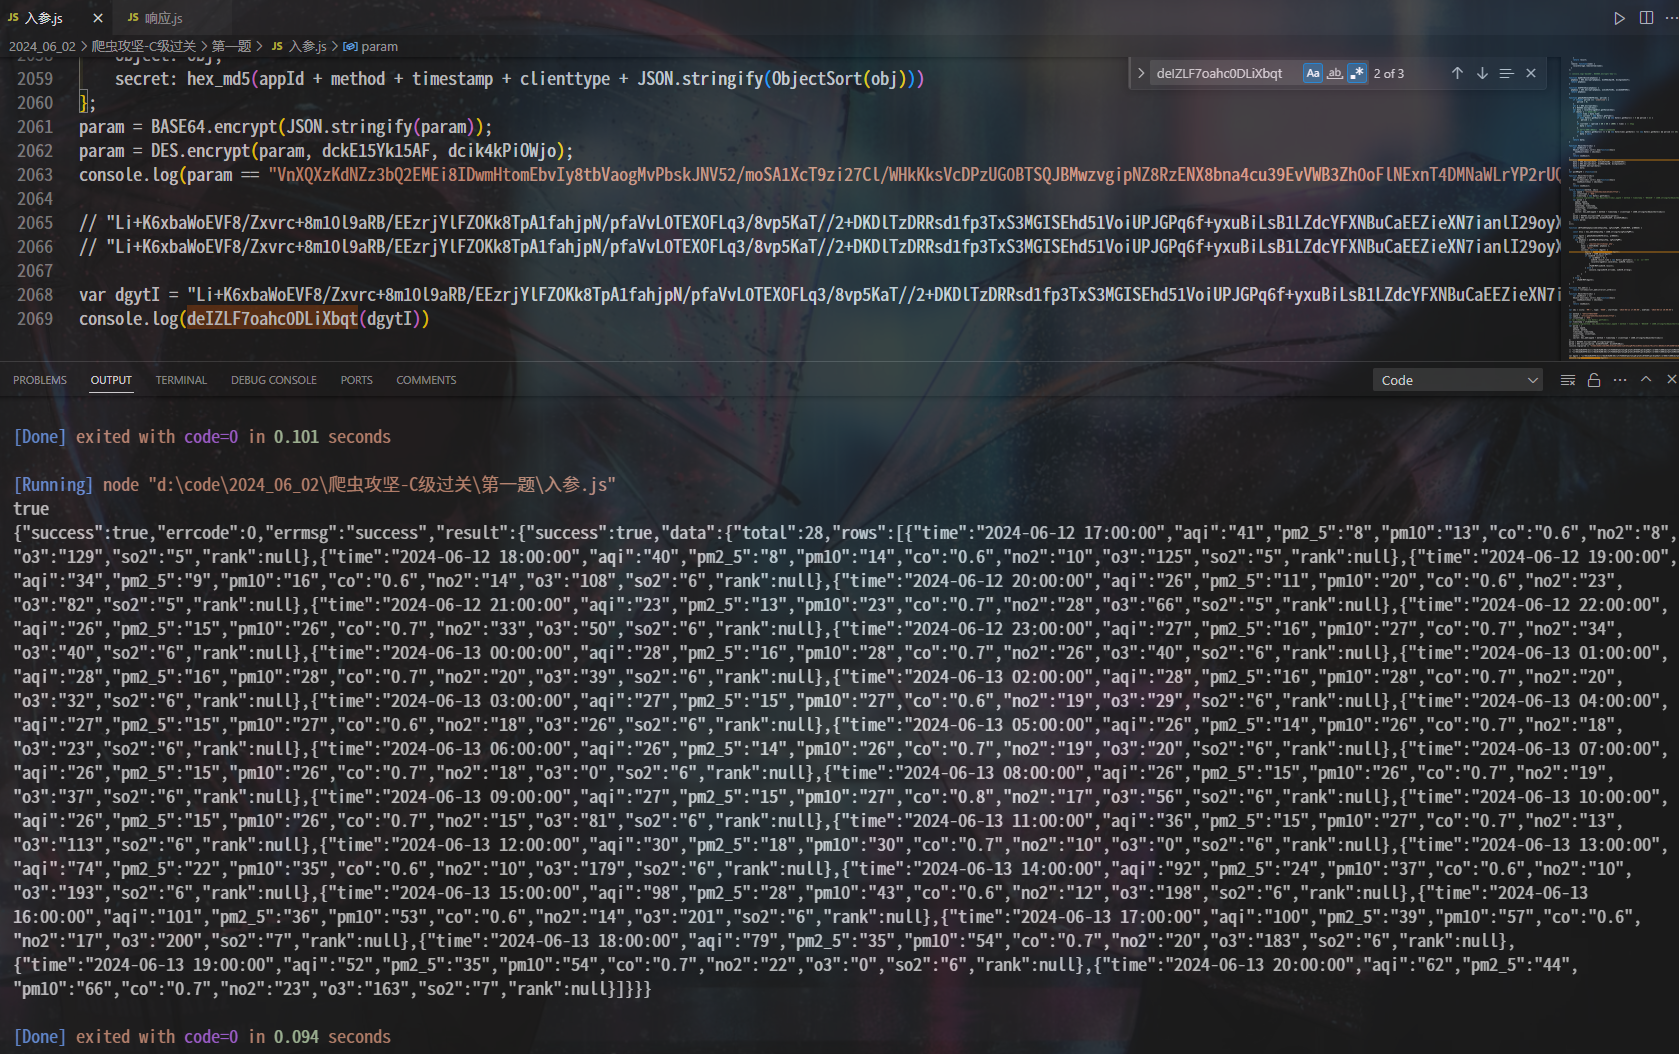 JS 入参.js ×
JS 响应.js
2024_06_02 > 爬虫攻坚-C级过关 > 第一题 > JS 入参.js > param
2058 object: obj,
2059 secret: hex_md5(appId + method + timestamp + clienttype + JSON.stringify(ObjectSort(obj)))
2060 };
2061 param = BASE64.encrypt(JSON.stringify(param));
2062 param = DES.encrypt(param, dckE15Yk15AF, dcik4kPiOWjo);
2063 console.log(param == "VnXQXzKdNZz3bQ2EMEi8IDwmHtomEbvIy8tbVaogMvPbskJNV52/moSA1XcT9zi27Cl/WHkKksVcDPzUGOBTSQJBMwzvgipNZ8RzENX8bna4cu39EvVWB3ZhOoFlNExnT4DMNaWLrYP2rUQ
2064
2065 // "Li+K6xbaWoEVF8/Zxvrc+8m10l9aRB/EEzrjYlFZOKk8TpA1fahjpN/pfaVvL0TEXOFLq3/8vp5KaT//2+DKDlTzDRRsd1fp3TxS3MGISEhd51VoiUPJGPq6f+yxuBiLsB1LZdcYFXNBuCaEEZieXN7ianlI29oyX
2066 // "Li+K6xbaWoEVF8/Zxvrc+8m10l9aRB/EEzrjYlFZOKk8TpA1fahjpN/pfaVvL0TEXOFLq3/8vp5KaT//2+DKDlTzDRRsd1fp3TxS3MGISEhd51VoiUPJGPq6f+yxuBiLsB1LZdcYFXNBuCaEEZieXN7ianlI29oyX
2067
2068 var dgytI = "Li+K6xbaWoEVF8/Zxvrc+8m10l9aRB/EEzrjYlFZOKk8TpA1fahjpN/pfaVvL0TEXOFLq3/8vp5KaT//2+DKDlTzDRRsd1fp3TxS3MGISEhd51VoiUPJGPq6f+yxuBiLsB1LZdcYFXNBuCaEEZieXN7i
2069 console.log(deIZLF7oahc0DLiXbqt(dgytI))
deIZLF7oahc0DLiXbqt Aa ab .* 2 of 3
PROBLEMS OUTPUT TERMINAL DEBUG CONSOLE PORTS COMMENTS Code
[Done] exited with code=0 in 0.101 seconds
[Running] node "d:\code\2024_06_02\爬虫攻坚-C级过关\第一题\入参.js"
true
{"success":true,"errcode":0,"errmsg":"success","result":{"success":true,"data":{"total":28,"rows":[{"time":"2024-06-12 17:00:00","aqi":"41","pm2_5":"8","pm10":"13","co":"0.6","no2":"8",
"o3":"129","so2":"5","rank":null},{"time":"2024-06-12 18:00:00","aqi":"40","pm2_5":"8","pm10":"14","co":"0.6","no2":"10","o3":"125","so2":"5","rank":null},{"time":"2024-06-12 19:00:00",
"aqi":"34","pm2_5":"9","pm10":"16","co":"0.6","no2":"14","o3":"108","so2":"6","rank":null},{"time":"2024-06-12 20:00:00","aqi":"26","pm2_5":"11","pm10":"20","co":"0.6","no2":"23",
"o3":"82","so2":"5","rank":null},{"time":"2024-06-12 21:00:00","aqi":"23","pm2_5":"13","pm10":"23","co":"0.7","no2":"28","o3":"66","so2":"5","rank":null},{"time":"2024-06-12 22:00:00",
"aqi":"26","pm2_5":"15","pm10":"26","co":"0.7","no2":"33","o3":"50","so2":"6","rank":null},{"time":"2024-06-12 23:00:00","aqi":"27","pm2_5":"16","pm10":"27","co":"0.7","no2":"34",
"o3":"40","so2":"6","rank":null},{"time":"2024-06-13 00:00:00","aqi":"28","pm2_5":"16","pm10":"28","co":"0.7","no2":"26","o3":"40","so2":"6","rank":null},{"time":"2024-06-13 01:00:00",
"aqi":"28","pm2_5":"16","pm10":"28","co":"0.7","no2":"20","o3":"39","so2":"6","rank":null},{"time":"2024-06-13 02:00:00","aqi":"28","pm2_5":"16","pm10":"28","co":"0.7","no2":"20",
"o3":"32","so2":"6","rank":null},{"time":"2024-06-13 03:00:00","aqi":"27","pm2_5":"15","pm10":"27","co":"0.6","no2":"19","o3":"29","so2":"6","rank":null},{"time":"2024-06-13 04:00:00",
"aqi":"27","pm2_5":"15","pm10":"27","co":"0.6","no2":"18","o3":"26","so2":"6","rank":null},{"time":"2024-06-13 05:00:00","aqi":"26","pm2_5":"14","pm10":"26","co":"0.7","no2":"18",
"o3":"23","so2":"6","rank":null},{"time":"2024-06-13 06:00:00","aqi":"26","pm2_5":"14","pm10":"26","co":"0.7","no2":"19","o3":"20","so2":"6","rank":null},{"time":"2024-06-13 07:00:00",
"aqi":"26","pm2_5":"15","pm10":"26","co":"0.7","no2":"18","o3":"0","so2":"6","rank":null},{"time":"2024-06-13 08:00:00","aqi":"26","pm2_5":"15","pm10":"26","co":"0.7","no2":"19",
"o3":"37","so2":"6","rank":null},{"time":"2024-06-13 09:00:00","aqi":"27","pm2_5":"15","pm10":"27","co":"0.8","no2":"17","o3":"56","so2":"6","rank":null},{"time":"2024-06-13 10:00:00",
"aqi":"26","pm2_5":"15","pm10":"26","co":"0.7","no2":"15","o3":"81","so2":"6","rank":null},{"time":"2024-06-13 11:00:00","aqi":"36","pm2_5":"15","pm10":"27","co":"0.7","no2":"13",
"o3":"113","so2":"6","rank":null},{"time":"2024-06-13 12:00:00","aqi":"30","pm2_5":"18","pm10":"30","co":"0.7","no2":"10","o3":"0","so2":"6","rank":null},{"time":"2024-06-13 13:00:00",
"aqi":"74","pm2_5":"22","pm10":"35","co":"0.6","no2":"10","o3":"179","so2":"6","rank":null},{"time":"2024-06-13 14:00:00","aqi":"92","pm2_5":"24","pm10":"37","co":"0.6","no2":"10",
"o3":"193","so2":"6","rank":null},{"time":"2024-06-13 15:00:00","aqi":"98","pm2_5":"28","pm10":"43","co":"0.6","no2":"12","o3":"198","so2":"6","rank":null},{"time":"2024-06-13
16:00:00","aqi":"101","pm2_5":"36","pm10":"53","co":"0.6","no2":"14","o3":"201","so2":"6","rank":null},{"time":"2024-06-13 17:00:00","aqi":"100","pm2_5":"39","pm10":"57","co":"0.6",
"no2":"17","o3":"200","so2":"7","rank":null},{"time":"2024-06-13 18:00:00","aqi":"79","pm2_5":"35","pm10":"54","co":"0.7","no2":"20","o3":"183","so2":"6","rank":null},
{"time":"2024-06-13 19:00:00","aqi":"52","pm2_5":"35","pm10":"54","co":"0.7","no2":"22","o3":"0","so2":"6","rank":null},{"time":"2024-06-13 20:00:00","aqi":"62","pm2_5":"44",
"pm10":"66","co":"0.7","no2":"23","o3":"163","so2":"7","rank":null}]}}}
[Done] exited with code=0 in 0.094 seconds